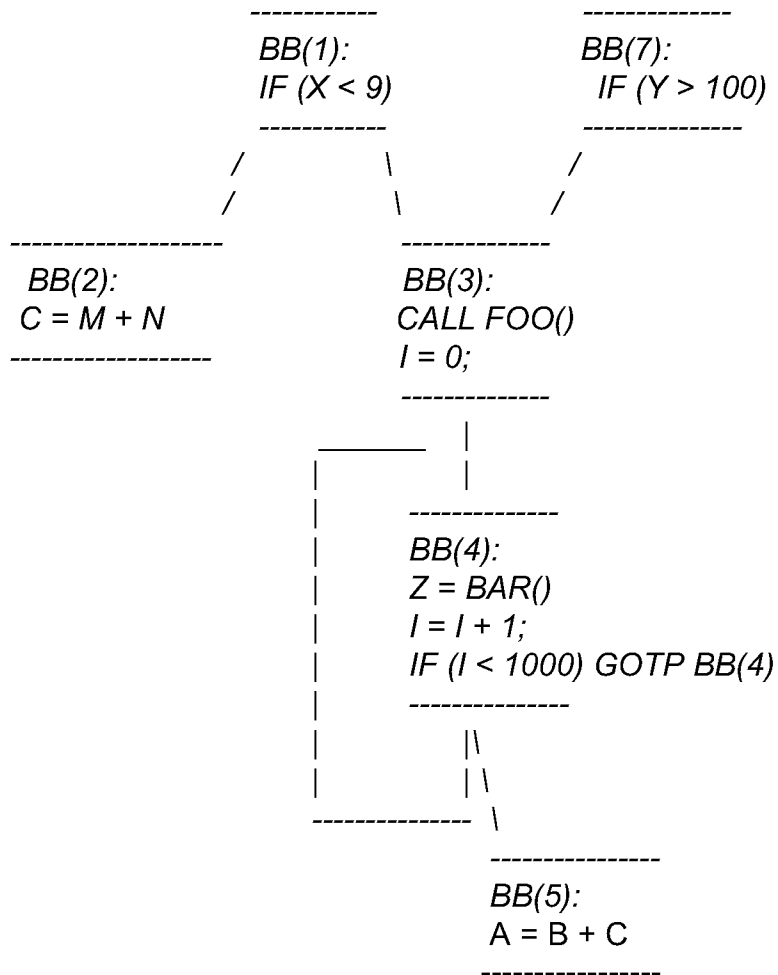 BB(1):
IF (X < 9)
BB(7):
IF (Y > 100)
BB(2):
C = M + N
BB(3):
CALL FOO()
I = 0;
BB(4):
Z = BAR()
I = I + 1;
IF (I < 1000) GOTP BB(4)
BB(5):
A = B + C